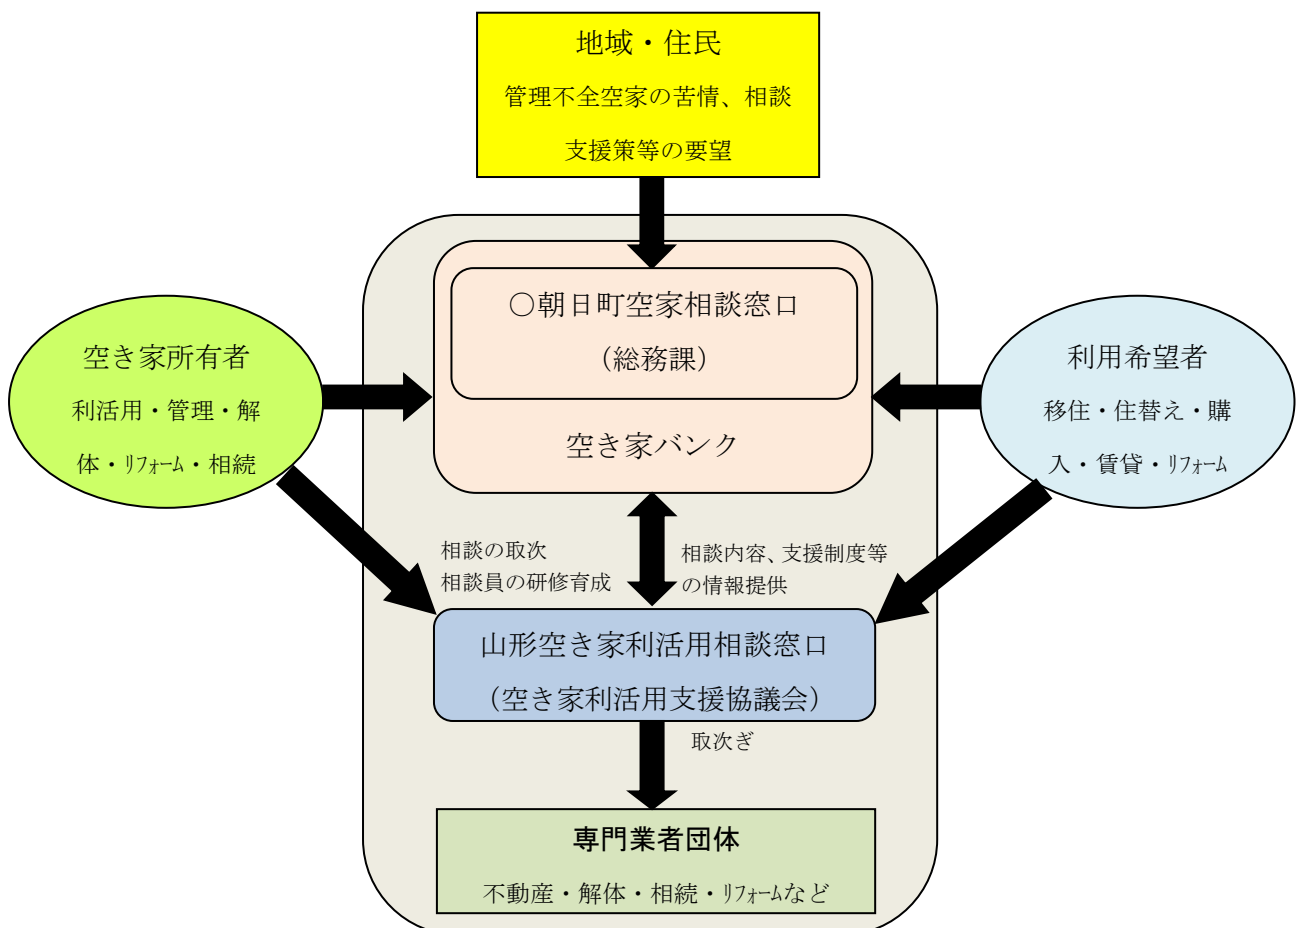 地域・住民
管理不全空家の苦情、相談
支援策等の要望
〇朝日町空家相談窓口
（総務課）
空き家バンク
空き家所有者
利活用・管理・解
体・ﾘﾌｫｰﾑ・相続
利用希望者
移住・住替え・購
入・賃貸・ﾘﾌｫｰﾑ
相談の取次
相談員の研修育成
相談内容、支援制度等
の情報提供
山形空き家利活用相談窓口
（空き家利活用支援協議会）
取次ぎ
専門業者団体
不動産・解体・相続・ﾘﾌｫｰﾑなど